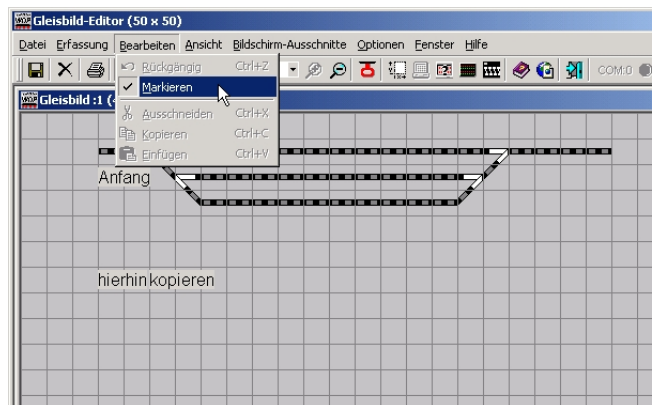 Gleisbild-Editor (50 x 50)
Datei Erfassung Bearbeiten Ansicht Bildschirm-Ausschnitte Optionen Fenster Hilfe
Rückgängig Ctrl+Z
Markieren
Ausschneiden Ctrl+X
Kopieren Ctrl+C
Einfügen Ctrl+V
COM:0
Gleisbild :1
Anfang
hierhin kopieren